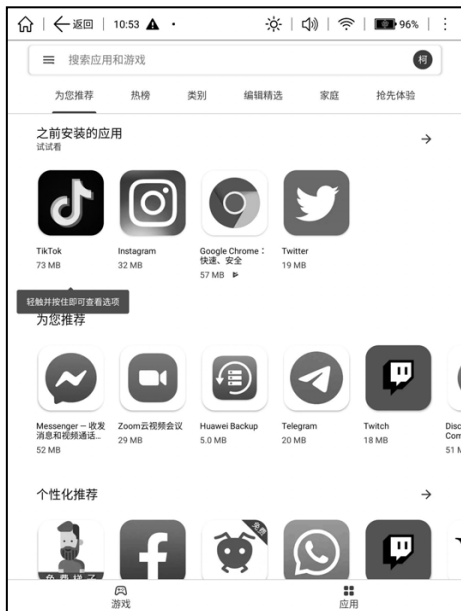 返回 10:53 96%
搜索应用和游戏 柯
为您推荐 热榜 类别 编辑精选 家庭 抢先体验
之前安装的应用
试试看
TikTok
73 MB
Instagram
32 MB
Google Chrome：
快速、安全
57 MB
Twitter
19 MB
轻触并按住即可查看选项
为您推荐
Messenger — 收发
消息和视频通话...
52 MB
Zoom云视频会议
29 MB
Huawei Backup
5.0 MB
Telegram
20 MB
Twitch
18 MB
Disc
Com
51 M
个性化推荐
免费
免费梯子
游戏 应用